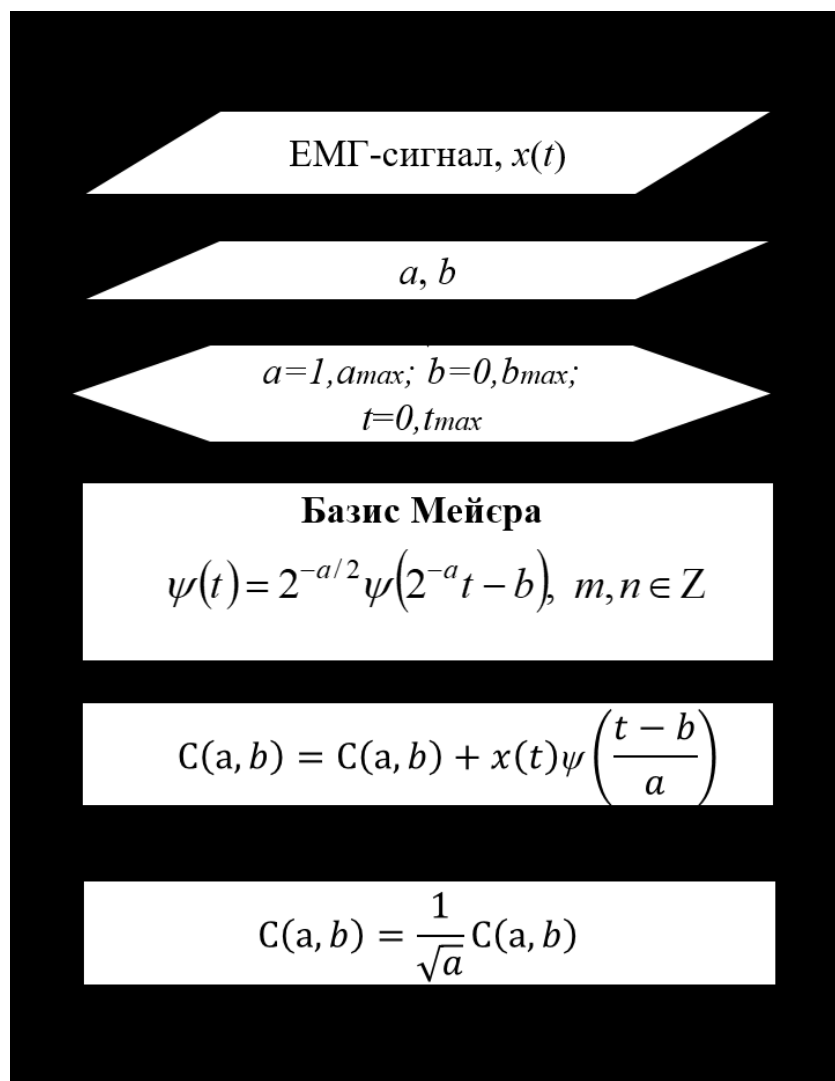 ЕМГ-сигнал, x(t)
a, b
a=1,amax; b=0,bmax;
t=0,tmax
Базис Мейєра
ψ(t) = 2^{-a/2}ψ(2^{-a}t − b), m,n ∈ Z
C(a, b) = C(a, b) + x(t)ψ((t − b)/a)
C(a, b) = 1/√a C(a, b)